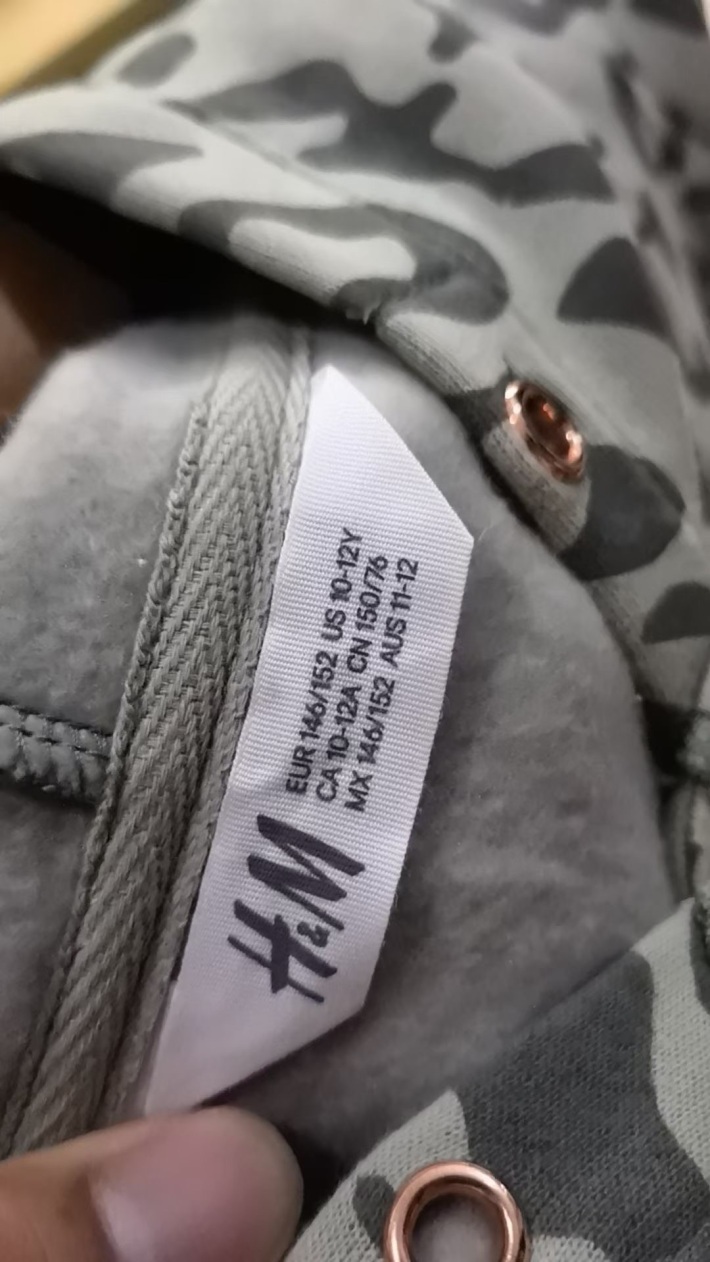 H&M
EUR 146/152 US 10-12Y
CA 10-12A CN 150/76
MX 146/152 AUS 11-12